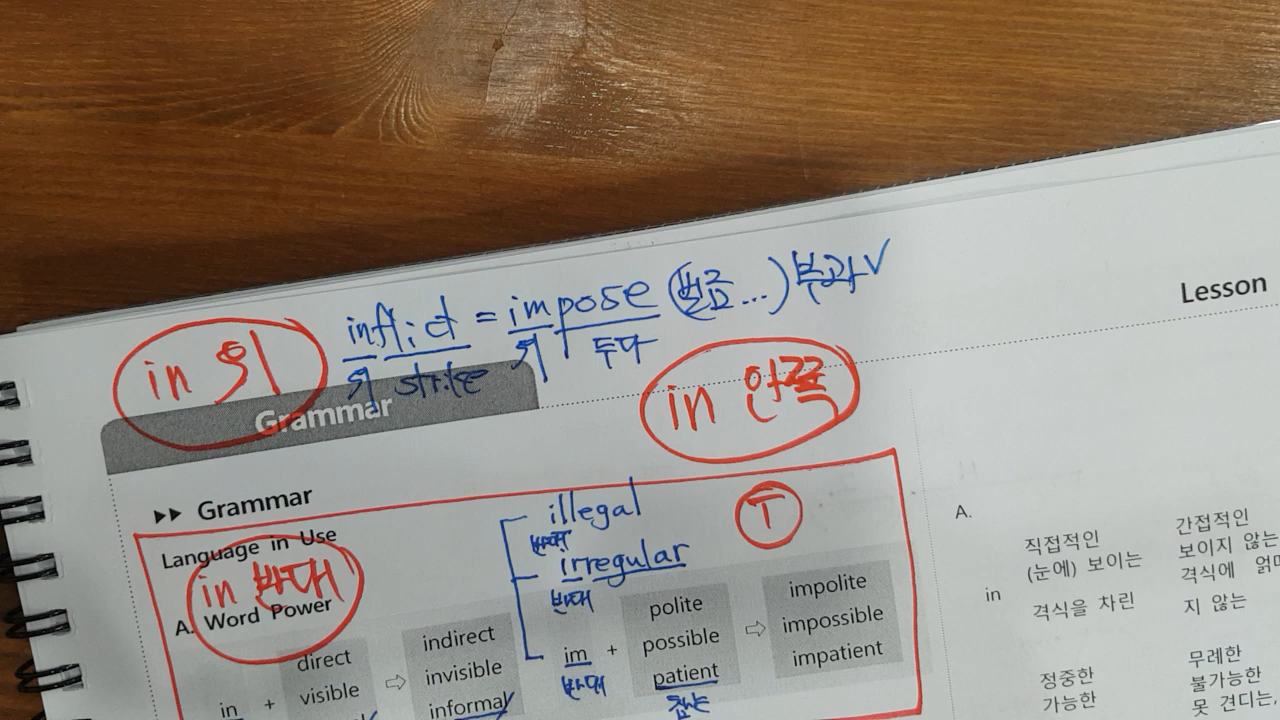 Lesson
inflict = impose (벌금...) 부과V
위 strike 위 두다
in 위
in 안쪽
Grammar
▶▶ Grammar
Language in Use
in 반대
A. Word Power
illegal
반대
irregular
반대
T
in + direct ⇨ indirect
visible invisible
informal
im + polite ⇨ impolite
반대 possible impossible
patient impatient
참는
A.
in
직접적인 간접적인
(눈에) 보이는 보이지 않는
격식을 차린 격식에
지 않는
정중한 무례한
가능한 불가능한
못 견디는,